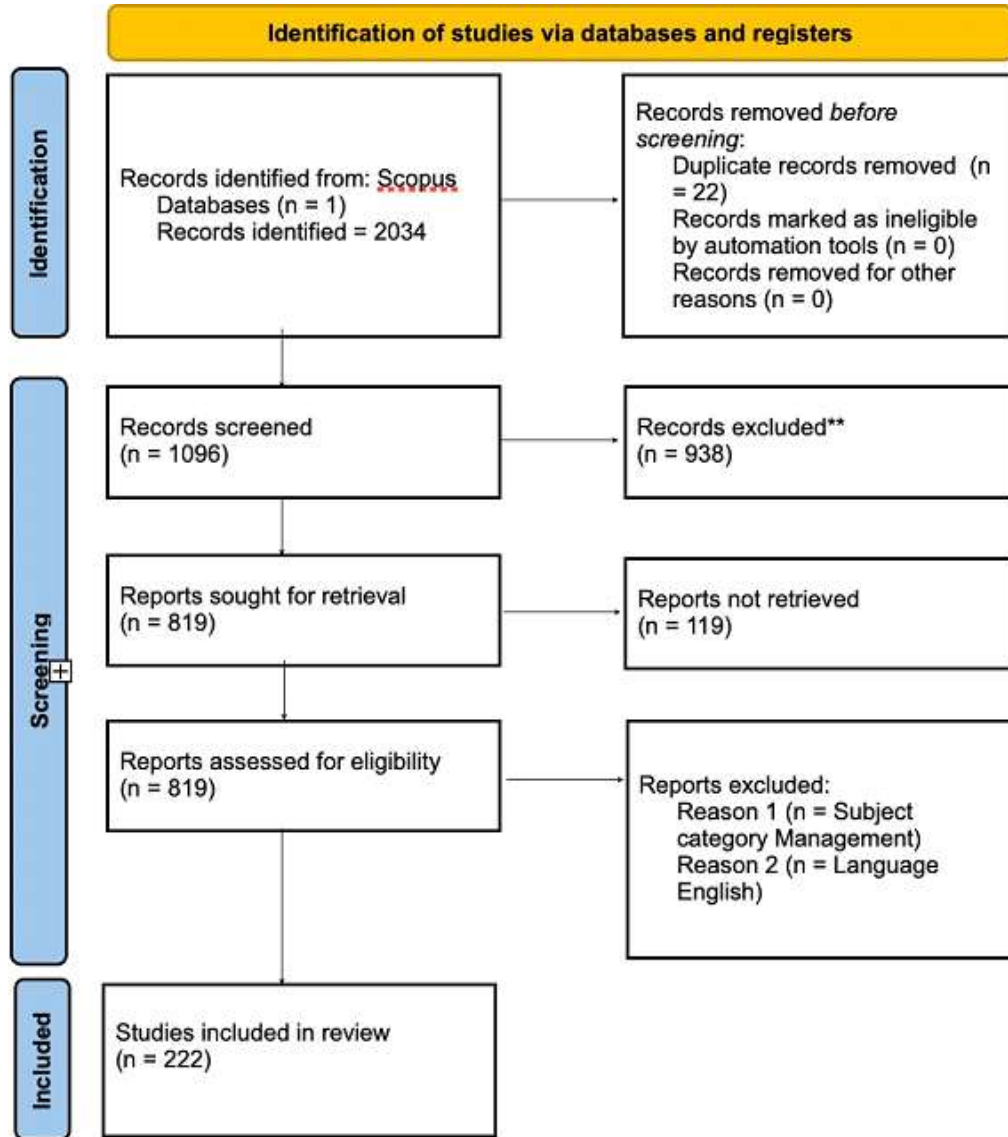 Identification of studies via databases and registers
Identification
Records identified from: Scopus
Databases (n = 1)
Records identified = 2034
Records removed before
screening:
Duplicate records removed (n
= 22)
Records marked as ineligible
by automation tools (n = 0)
Records removed for other
reasons (n = 0)
Screening
Records screened
(n = 1096)
Records excluded**
(n = 938)
Reports sought for retrieval
(n = 819)
Reports not retrieved
(n = 119)
Reports assessed for eligibility
(n = 819)
Reports excluded:
Reason 1 (n = Subject
category Management)
Reason 2 (n = Language
English)
Included
Studies included in review
(n = 222)